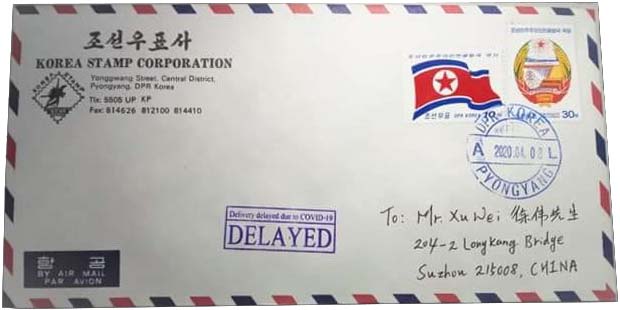 조선우표사
KOREA STAMP CORPORATION
Yonggwang Street, Central District,
Pyongyang, DPR Korea
Tlx: 5505 UP KP
Fax: 814626 812100 814410
KOREA STAMP
조선우표 DPR KOREA
10
30
DPR KOREA
A 2020.04.08 L
PYONGYANG
Delivery delayed due to COVID-19
DELAYED
To: Mr. Xu Wei 徐伟先生
204-2 Longkang Bridge
Suzhou 215008, CHINA
항 공
BY AIR MAIL
PAR AVION